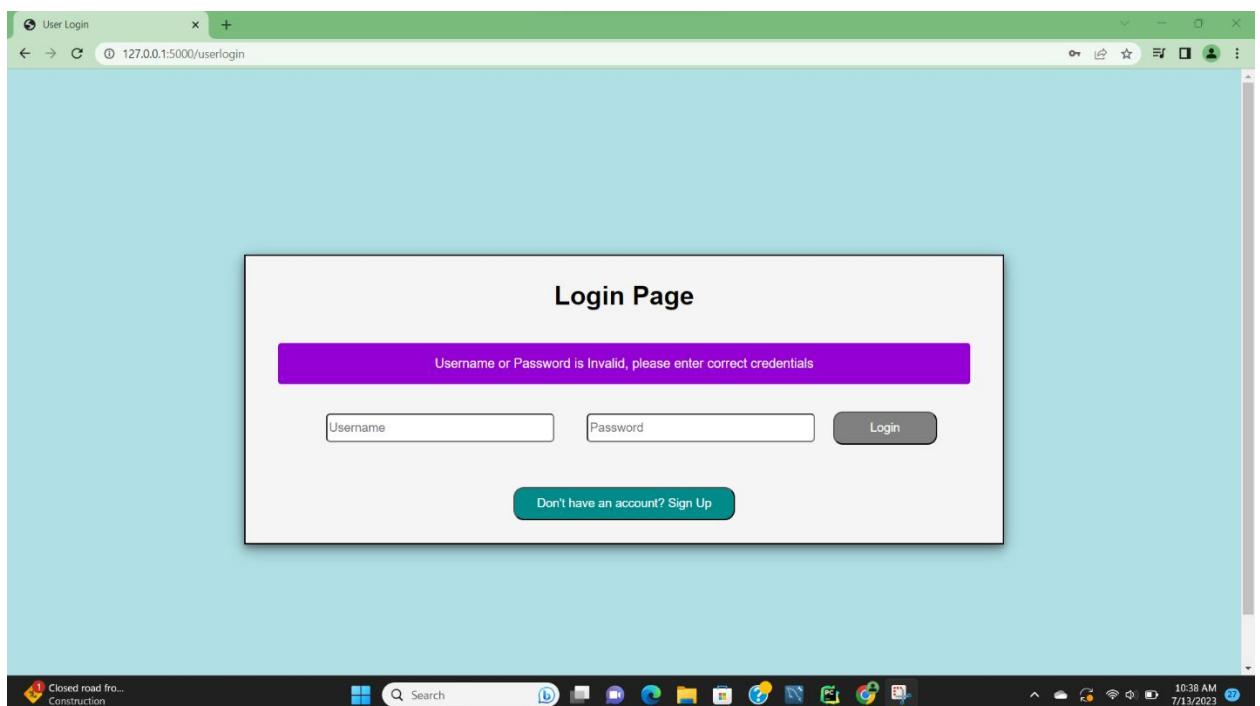 User Login
127.0.0.1:5000/userlogin
Login Page
Username or Password is Invalid, please enter correct credentials
Username Password Login
Don't have an account? Sign Up
Closed road fro...
Construction
Search
10:38 AM
7/13/2023
27
1